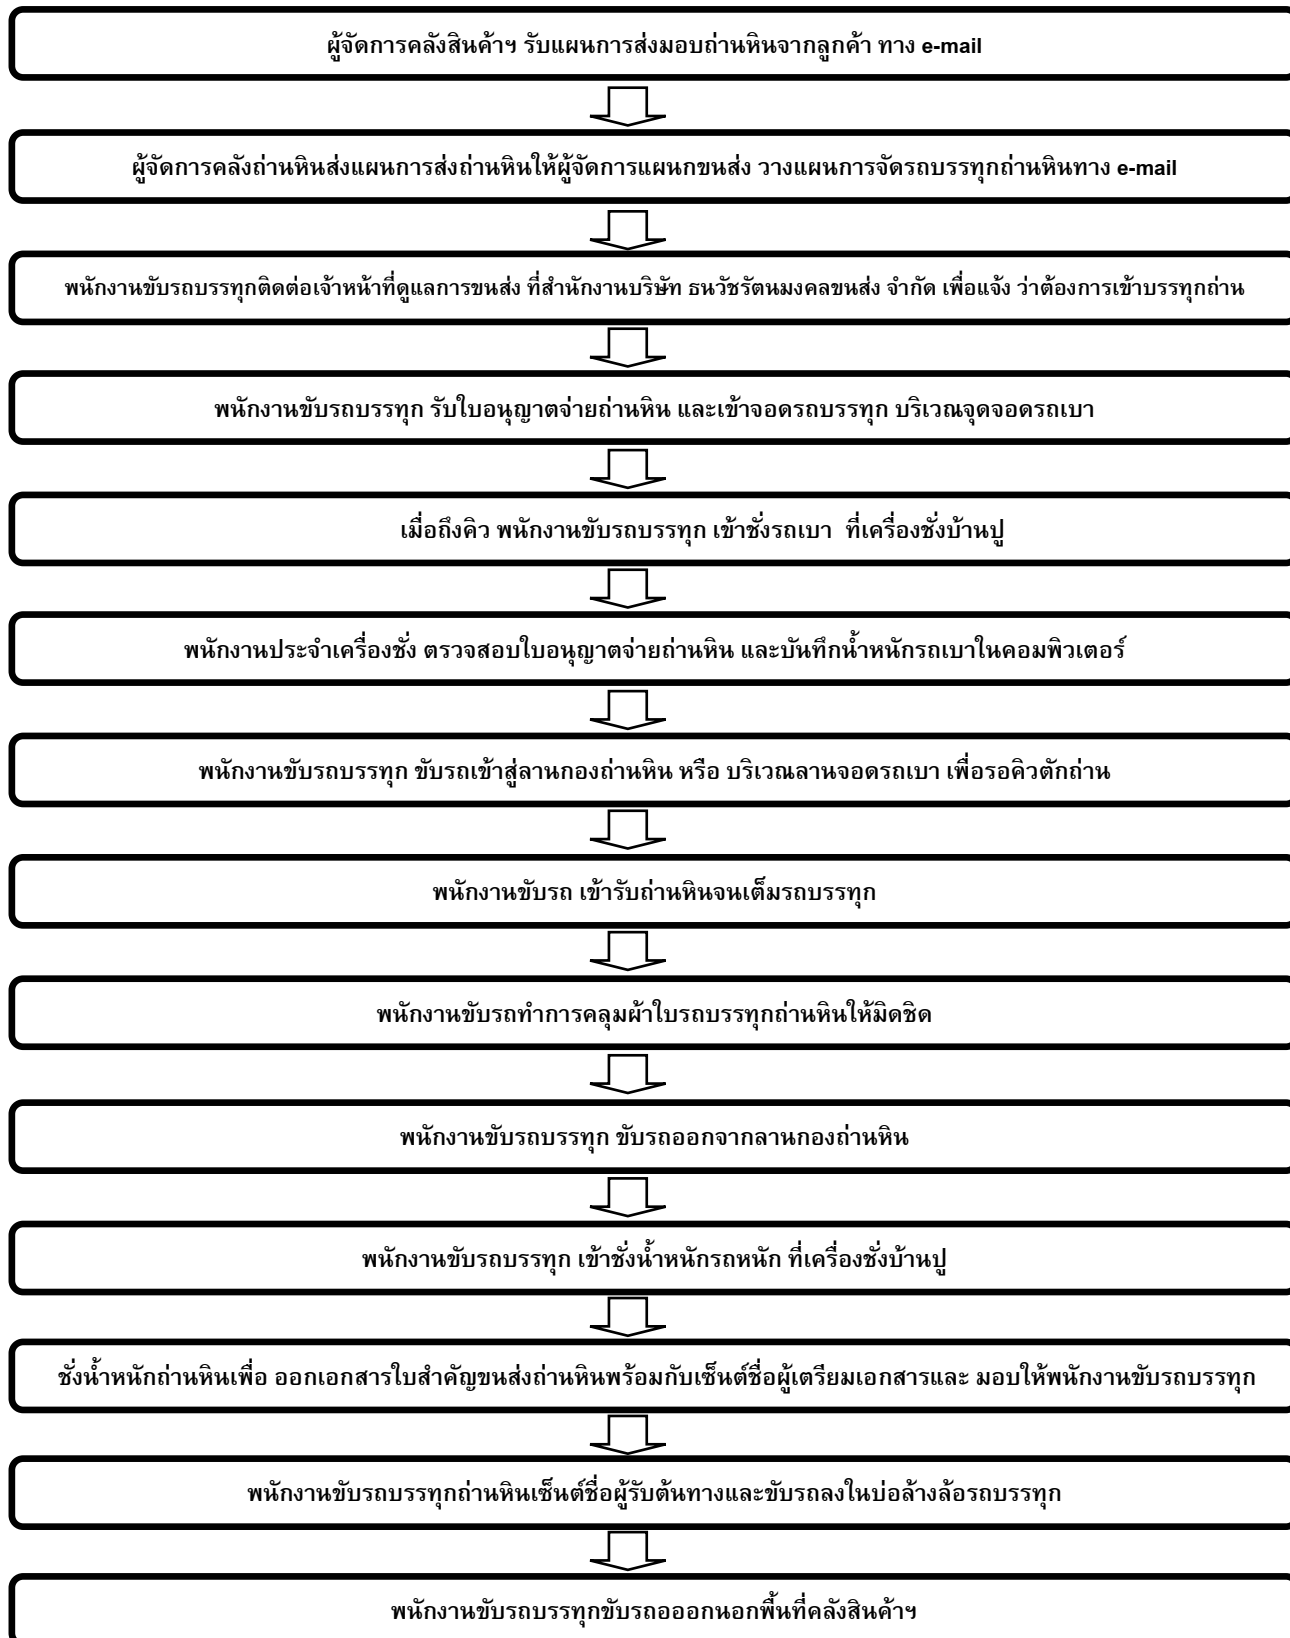 ผู้จัดการคลังสินค้าฯ รับแผนการส่งมอบถ่านหินจากลูกค้า ทาง e-mail
ผู้จัดการคลังถ่านหินส่งแผนการส่งถ่านหินให้ผู้จัดการแผนกขนส่ง วางแผนการจัดรถบรรทุกถ่านหินทาง e-mail
พนักงานขับรถบรรทุกติดต่อเจ้าหน้าที่ดูแลการขนส่ง ที่สำนักงานบริษัท ธนวัชรัตนมงคลขนส่ง จำกัด เพื่อแจ้ง ว่าต้องการเข้าบรรทุกถ่าน
พนักงานขับรถบรรทุก รับใบอนุญาตจ่ายถ่านหิน และเข้าจอดรถบรรทุก บริเวณจุดจอดรถเบา
เมื่อถึงคิว พนักงานขับรถบรรทุก เข้าชั่งรถเบา ที่เครื่องชั่งบ้านปู
พนักงานประจำเครื่องชั่ง ตรวจสอบใบอนุญาตจ่ายถ่านหิน และบันทึกน้ำหนักรถเบาในคอมพิวเตอร์
พนักงานขับรถบรรทุก ขับรถเข้าสู่ลานกองถ่านหิน หรือ บริเวณลานจอดรถเบา เพื่อรอคิวตักถ่าน
พนักงานขับรถ เข้ารับถ่านหินจนเต็มรถบรรทุก
พนักงานขับรถทำการคลุมผ้าใบรถบรรทุกถ่านหินให้มิดชิด
พนักงานขับรถบรรทุก ขับรถออกจากลานกองถ่านหิน
พนักงานขับรถบรรทุก เข้าชั่งน้ำหนักรถหนัก ที่เครื่องชั่งบ้านปู
ชั่งน้ำหนักถ่านหินเพื่อ ออกเอกสารใบสำคัญขนส่งถ่านหินพร้อมกับเซ็นต์ชื่อผู้เตรียมเอกสารและ มอบให้พนักงานขับรถบรรทุก
พนักงานขับรถบรรทุกถ่านหินเซ็นต์ชื่อผู้รับต้นทางและขับรถลงในบ่อล้างล้อรถบรรทุก
พนักงานขับรถบรรทุกขับรถอออกนอกพื้นที่คลังสินค้าฯ